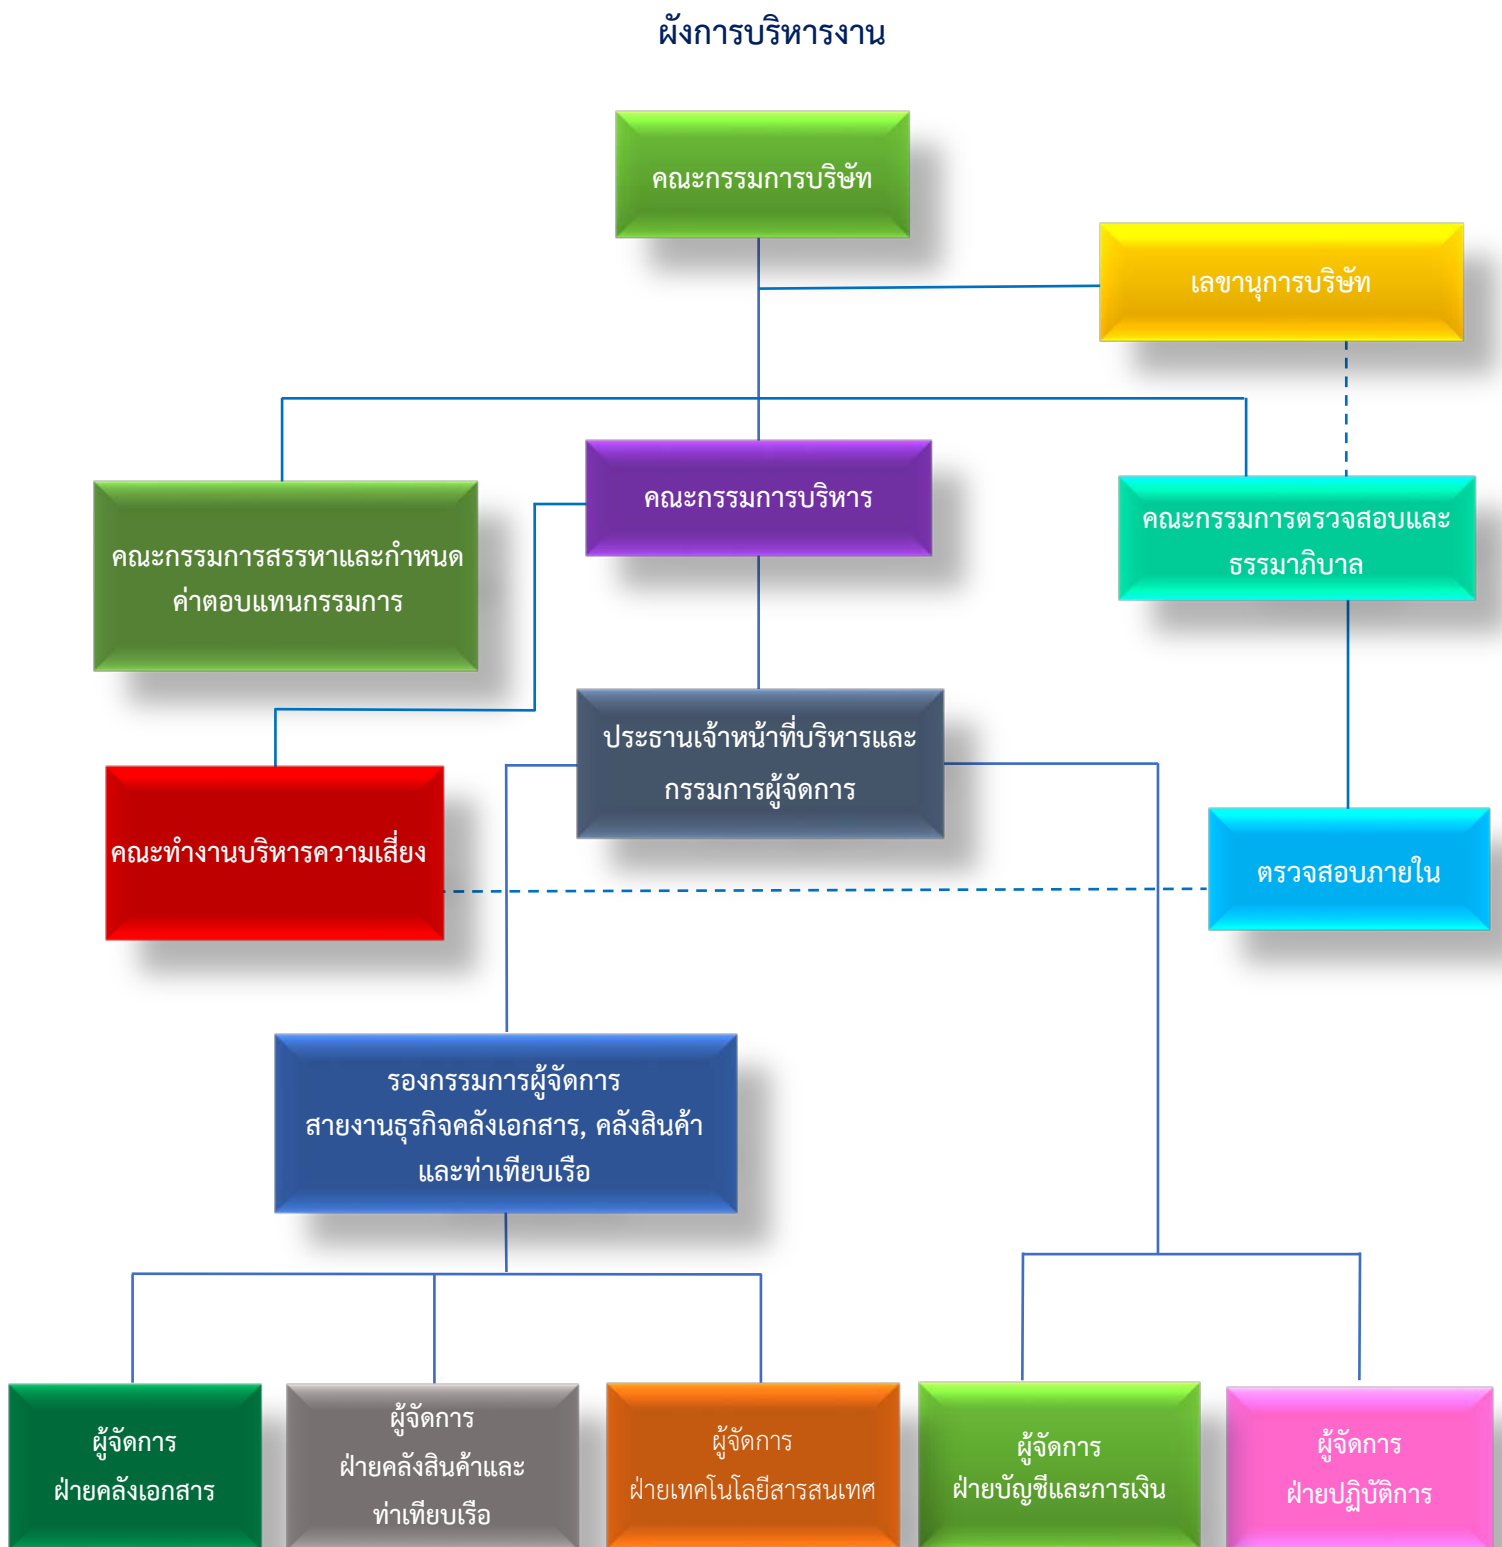 ผังการบริหารงาน
คณะกรรมการบริษัท
เลขานุการบริษัท
คณะกรรมการบริหาร
คณะกรรมการตรวจสอบและ
ธรรมาภิบาล
คณะกรรมการสรรหาและกำหนด
ค่าตอบแทนกรรมการ
ประธานเจ้าหน้าที่บริหารและ
กรรมการผู้จัดการ
คณะทำงานบริหารความเสี่ยง
ตรวจสอบภายใน
รองกรรมการผู้จัดการ
สายงานธุรกิจคลังเอกสาร, คลังสินค้า
และท่าเทียบเรือ
ผู้จัดการ
ฝ่ายคลังเอกสาร
ผู้จัดการ
ฝ่ายคลังสินค้าและ
ท่าเทียบเรือ
ผู้จัดการ
ฝ่ายเทคโนโลยีสารสนเทศ
ผู้จัดการ
ฝ่ายบัญชีและการเงิน
ผู้จัดการ
ฝ่ายปฏิบัติการ